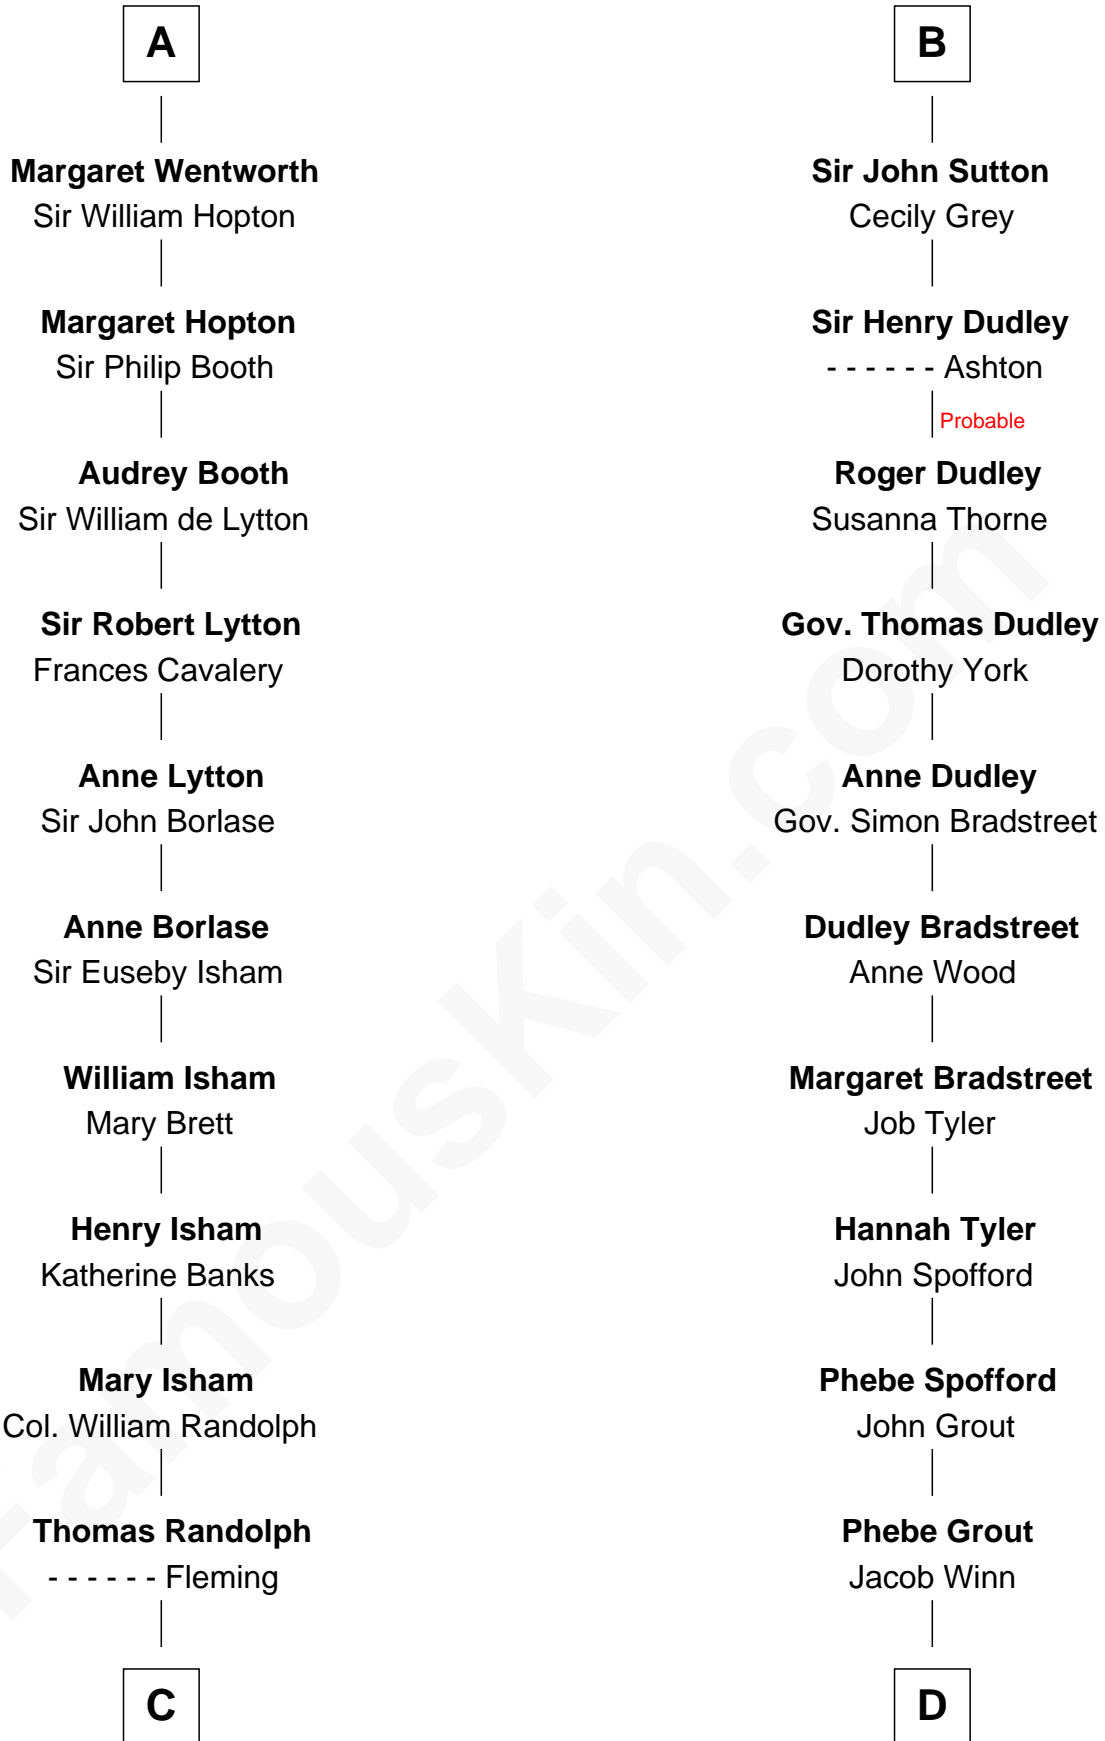 A
Margaret Wentworth
Sir William Hopton
Margaret Hopton
Sir Philip Booth
Audrey Booth
Sir William de Lytton
Sir Robert Lytton
Frances Cavalery
Anne Lytton
Sir John Borlase
Anne Borlase
Sir Euseby Isham
William Isham
Mary Brett
Henry Isham
Katherine Banks
Mary Isham
Col. William Randolph
Thomas Randolph
- - - - - - Fleming
C
B
Sir John Sutton
Cecily Grey
Sir Henry Dudley
- - - - - - Ashton
Probable
Roger Dudley
Susanna Thorne
Gov. Thomas Dudley
Dorothy York
Anne Dudley
Gov. Simon Bradstreet
Dudley Bradstreet
Anne Wood
Margaret Bradstreet
Job Tyler
Hannah Tyler
John Spofford
Phebe Spofford
John Grout
Phebe Grout
Jacob Winn
D
FamousKin.com